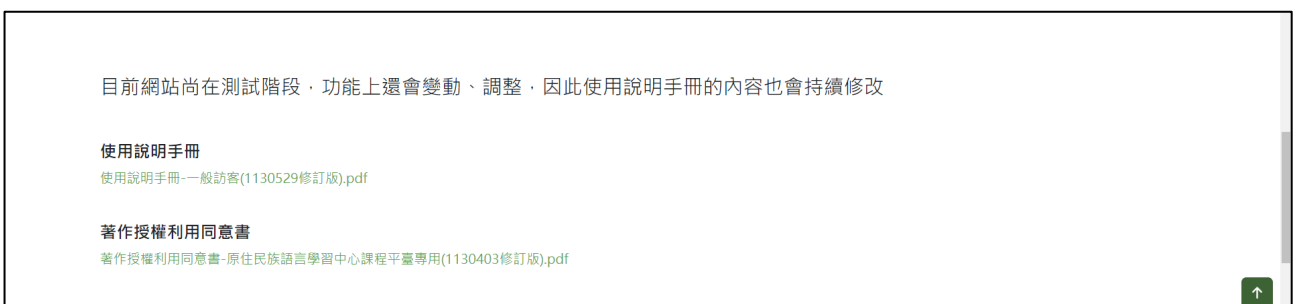 目前網站尚在測試階段，功能上還會變動、調整，因此使用說明手冊的內容也會持續修改
使用說明手冊
使用說明手冊-一般訪客(1130529修訂版).pdf
著作授權利用同意書
著作授權利用同意書-原住民族語言學習中心課程平臺專用(1130403修訂版).pdf